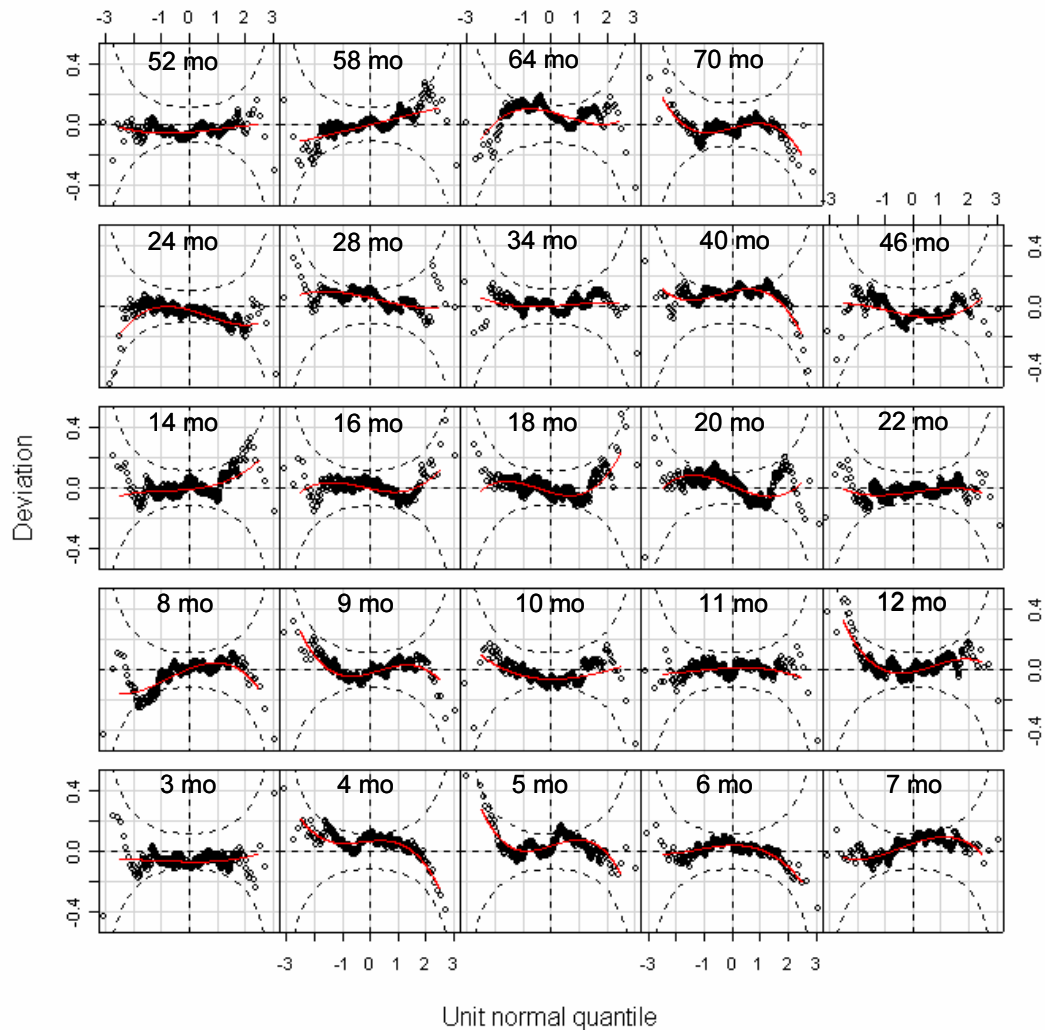 -3 -1 0 1 2 3 -3 -1 0 1 2 3
52 mo 58 mo 64 mo 70 mo
0.4
0.0
-0.4
-3 -1 0 1 2 3
24 mo 28 mo 34 mo 40 mo 46 mo
0.4
0.0
-0.4
14 mo 16 mo 18 mo 20 mo 22 mo
0.4
0.0
-0.4
Deviation
8 mo 9 mo 10 mo 11 mo 12 mo
0.4
0.0
-0.4
3 mo 4 mo 5 mo 6 mo 7 mo
0.4
0.0
-0.4
-3 -1 0 1 2 3 -3 -1 0 1 2 3
Unit normal quantile